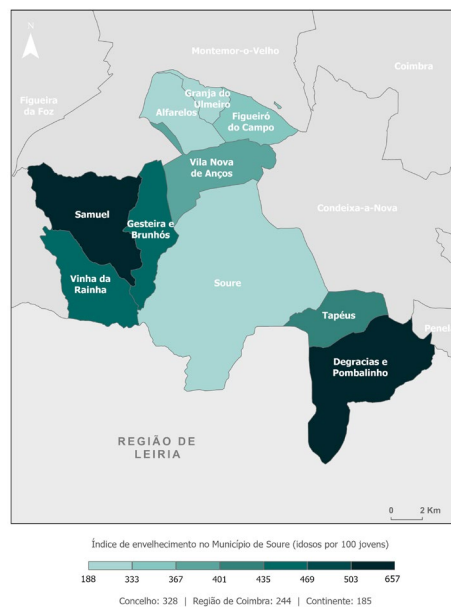 N
Montemor-o-Velho
Coimbra
Figueira
da Foz
Granja do
Ulmeiro
Alfarelos
Figueiró
do Campo
Vila Nova
de Anços
Samuel
Gesteira e
Brunhós
Condeixa-a-Nova
Vinha da
Rainha
Soure
Tapéus
Penel
Degracias e
Pombalinho
REGIÃO DE
LEIRIA
0 2 Km
Índice de envelhecimento no Município de Soure (idosos por 100 jovens)
188 333 367 401 435 469 503 657
Concelho: 328 | Região de Coimbra: 244 | Continente: 185